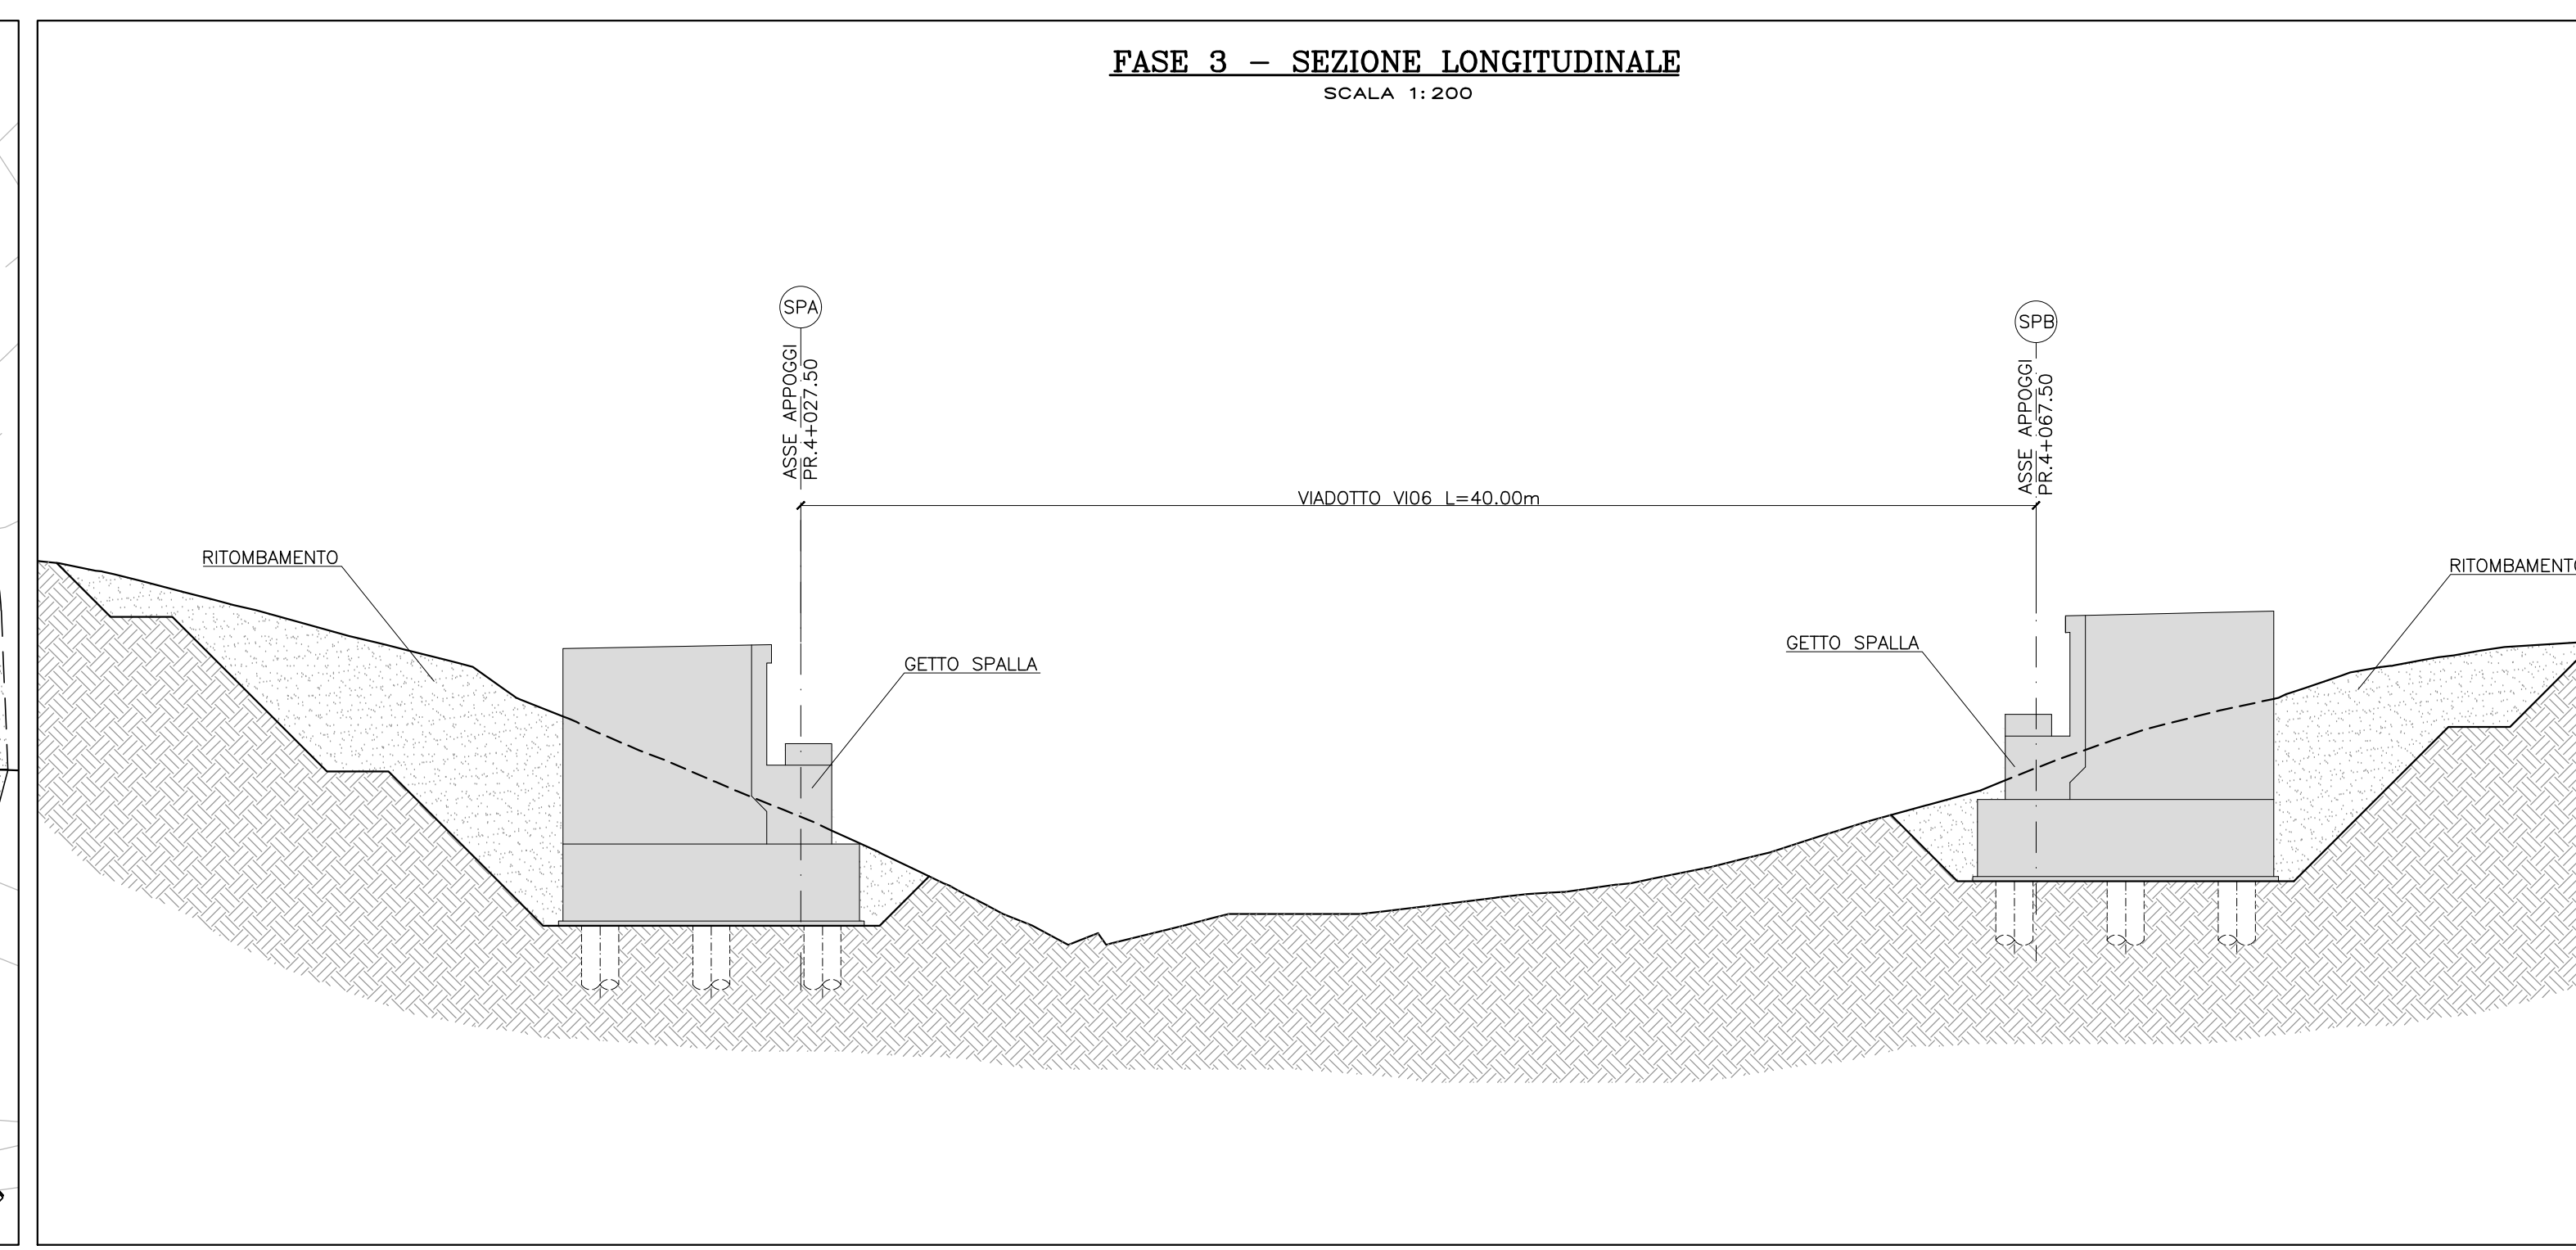 FASE 3 – SEZIONE LONGITUDINALE
SCALA 1:200
SPA
ASSE APPOGGI
PR.4+027.50
SPB
ASSE APPOGGI
PR.4+067.50
VIADOTTO VI06 L=40.00m
RITOMBAMENTO
RITOMBAMENTO
GETTO SPALLA
GETTO SPALLA